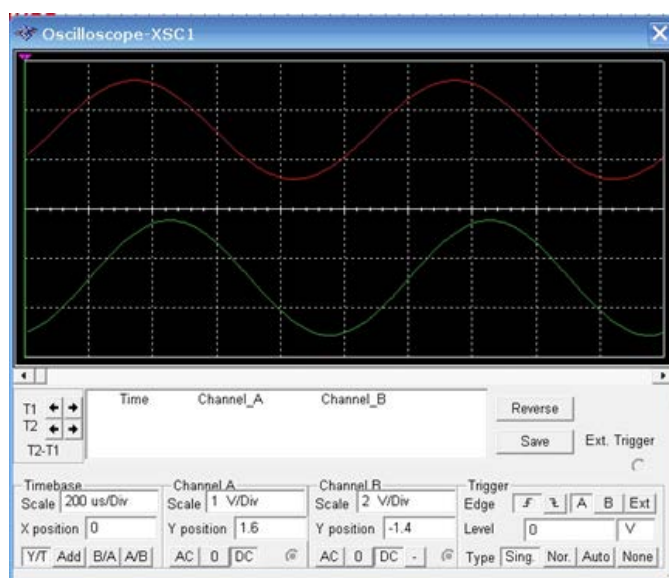 Oscilloscope-XSC1
Time Channel_A Channel_B
T1
T2
T2-T1
Reverse
Save
Ext. Trigger
Timebase
Scale 200 us/Div
X position 0
Y/T Add B/A A/B
Channel A
Scale 1 V/Div
Y position 1.6
AC 0 DC
Channel B
Scale 2 V/Div
Y position -1.4
AC 0 DC -
Trigger
Edge A B Ext
Level 0 V
Type Sing. Nor. Auto None